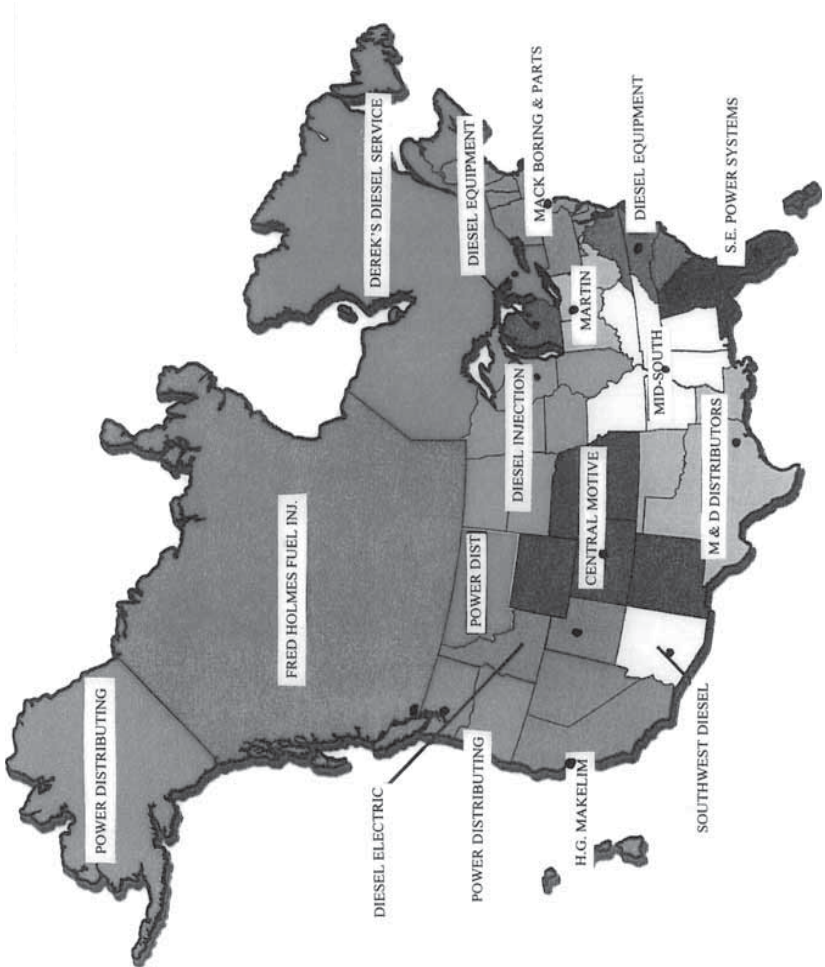 POWER DISTRIBUTING
FRED HOLMES FUEL INJ.
DEREK'S DIESEL SERVICE
DIESEL EQUIPMENT
MACK BORING & PARTS
DIESEL ELECTRIC
POWER DIST
DIESEL INJECTION
MARTIN
DIESEL EQUIPMENT
POWER DISTRIBUTING
CENTRAL MOTIVE
MID-SOUTH
S.E. POWER SYSTEMS
H.G. MAKELIM
M & D DISTRIBUTORS
SOUTHWEST DIESEL